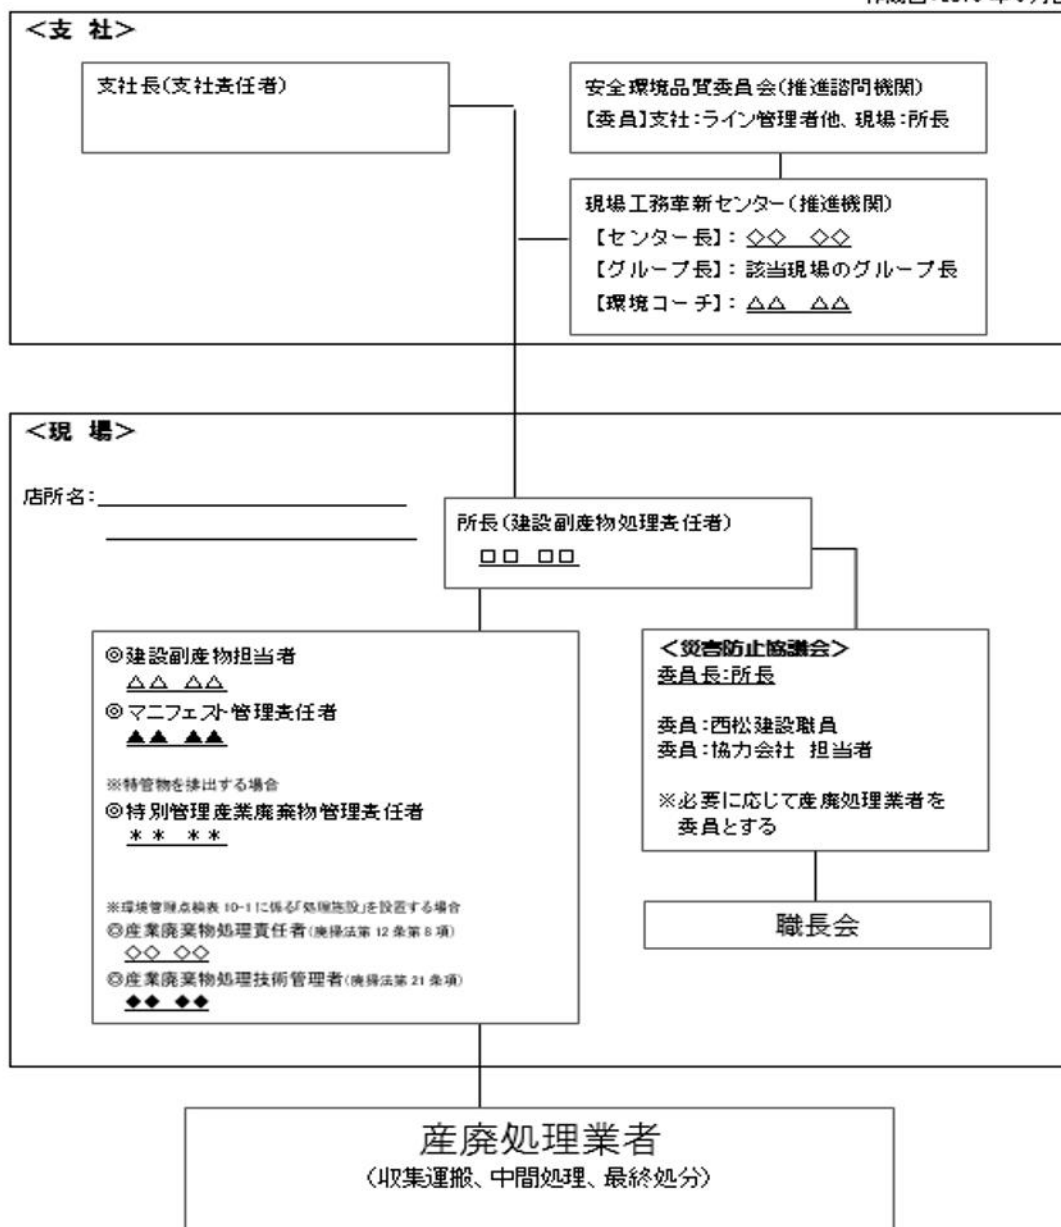 ＜支 社＞
支社長(支社責任者)
安全環境品質委員会(推進諮問機関)
【委員】支社：ライン管理者他、現場：所長
現場工務革新センター(推進機関)
【センター長】：◇◇ ◇◇
【グループ長】：該当現場のグループ長
【環境コーチ】：△△ △△
＜現 場＞
店所名：
所長(建設副産物処理責任者)
□□ □□
◎建設副産物担当者
△△ △△
◎マニフェスト管理責任者
▲▲ ▲▲
※特管物を排出する場合
◎特別管理産業廃棄物管理責任者
＊＊ ＊＊
※環境管理点検表10-1に係る「処理施設」を設置する場合
◎産業廃棄物処理責任者(廃掃法第12条第8項)
◇◇ ◇◇
◎産業廃棄物処理技術管理者(廃掃法第21条項)
◆◆ ◆◆
＜災害防止協議会＞
委員長：所長
委員：西松建設職員
委員：協力会社 担当者
※必要に応じて産廃処理業者を
委員とする
職長会
産廃処理業者
(収集運搬、中間処理、最終処分)